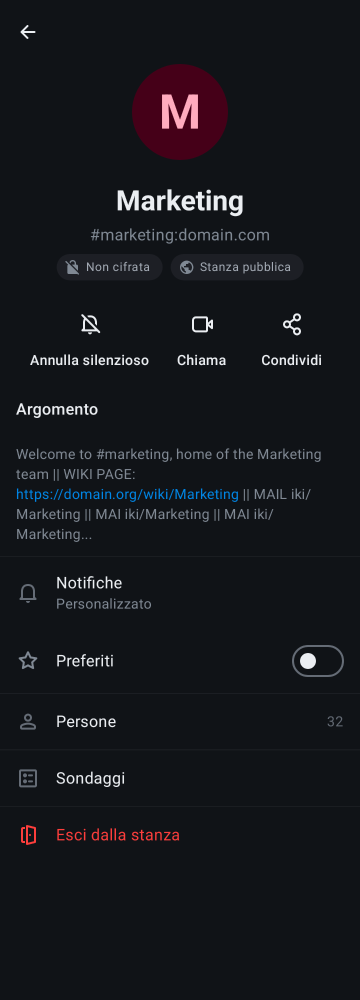 M
Marketing
#marketing:domain.com
Non cifrata Stanza pubblica
Annulla silenzioso Chiama Condividi
Argomento
Welcome to #marketing, home of the Marketing
team || WIKI PAGE:
https://domain.org/wiki/Marketing || MAIL iki/
Marketing || MAI iki/Marketing || MAI iki/
Marketing...
Notifiche
Personalizzato
Preferiti
Persone 32
Sondaggi
Esci dalla stanza